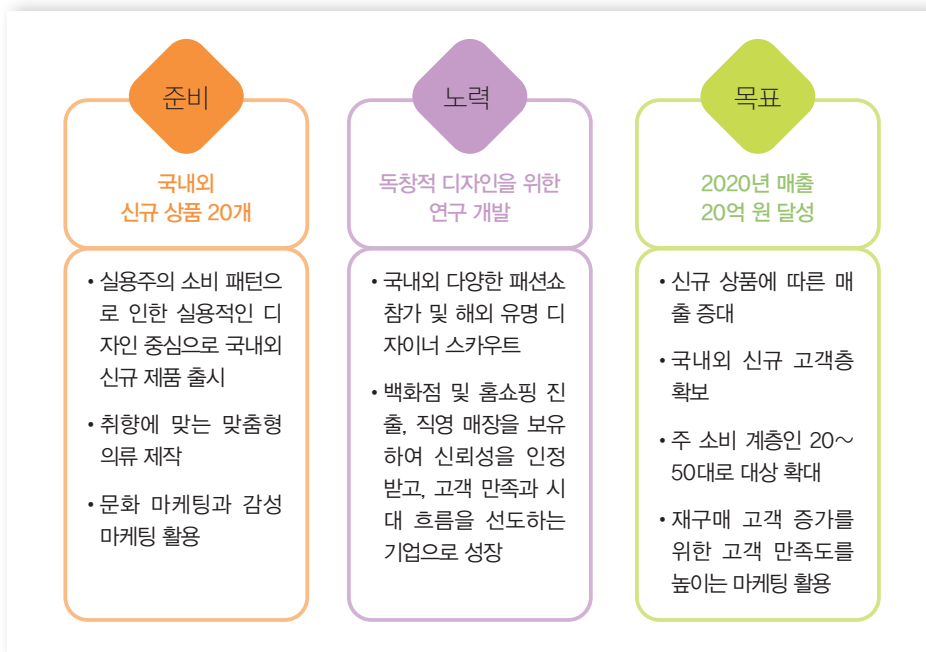 준비
국내외
신규 상품 20개
• 실용주의 소비 패턴으
로 인한 실용적인 디
자인 중심으로 국내외
신규 제품 출시
• 취향에 맞는 맞춤형
의류 제작
• 문화 마케팅과 감성
마케팅 활용
노력
독창적 디자인을 위한
연구 개발
• 국내외 다양한 패션쇼
참가 및 해외 유명 디
자이너 스카우트
• 백화점 및 홈쇼핑 진
출, 직영 매장을 보유
하여 신뢰성을 인정
받고, 고객 만족과 시
대 흐름을 선도하는
기업으로 성장
목표
2020년 매출
20억 원 달성
• 신규 상품에 따른 매
출 증대
• 국내외 신규 고객층
확보
• 주 소비 계층인 20~
50대로 대상 확대
• 재구매 고객 증가를
위한 고객 만족도를
높이는 마케팅 활용